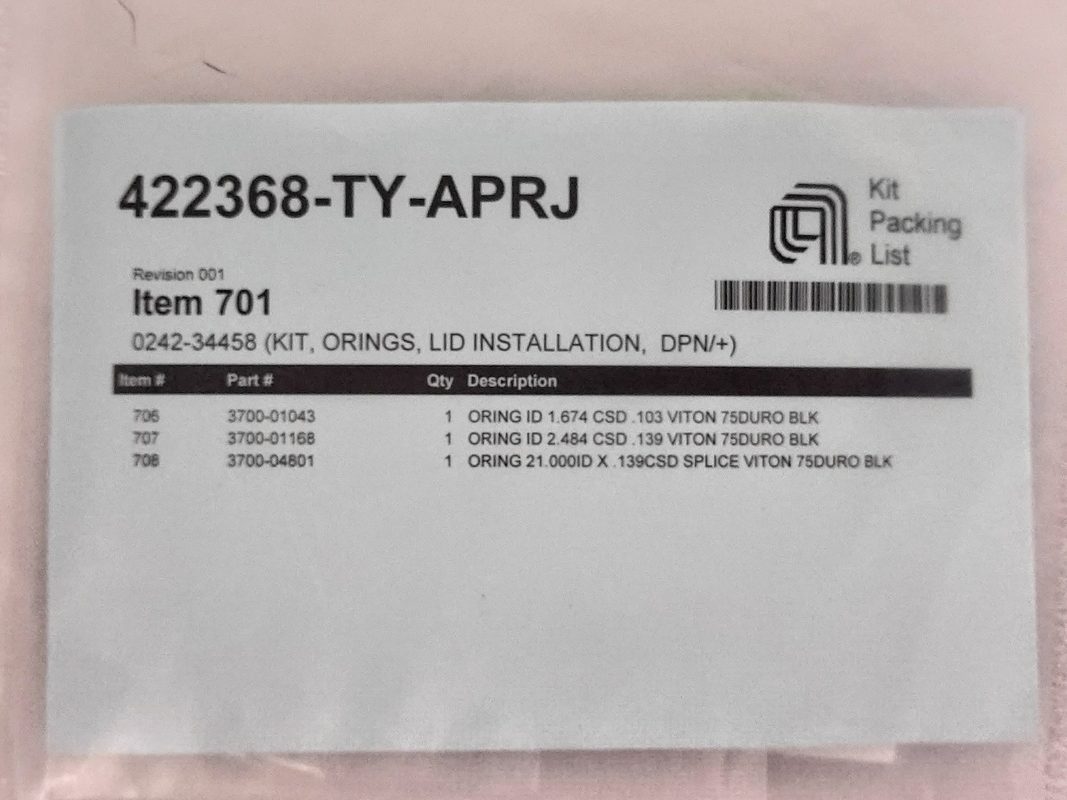 422368-TY-APRJ
Kit
Packing
List
Revision 001
Item 701
0242-34458 (KIT, ORINGS, LID INSTALLATION, DPN/+)
Item # Part # Qty Description
706 3700-01043 1 ORING ID 1.674 CSD .103 VITON 75DURO BLK
707 3700-01168 1 ORING ID 2.484 CSD .139 VITON 75DURO BLK
708 3700-04801 1 ORING 21.000ID X .139CSD SPLICE VITON 75DURO BLK